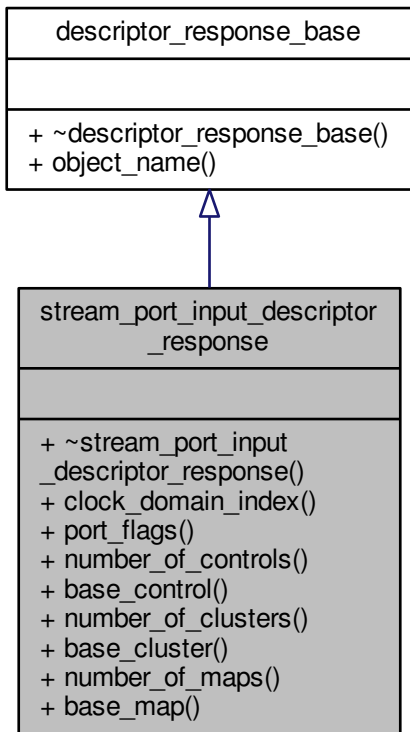 descriptor_response_base
+ ~descriptor_response_base()
+ object_name()
stream_port_input_descriptor
_response
+ ~stream_port_input
_descriptor_response()
+ clock_domain_index()
+ port_flags()
+ number_of_controls()
+ base_control()
+ number_of_clusters()
+ base_cluster()
+ number_of_maps()
+ base_map()